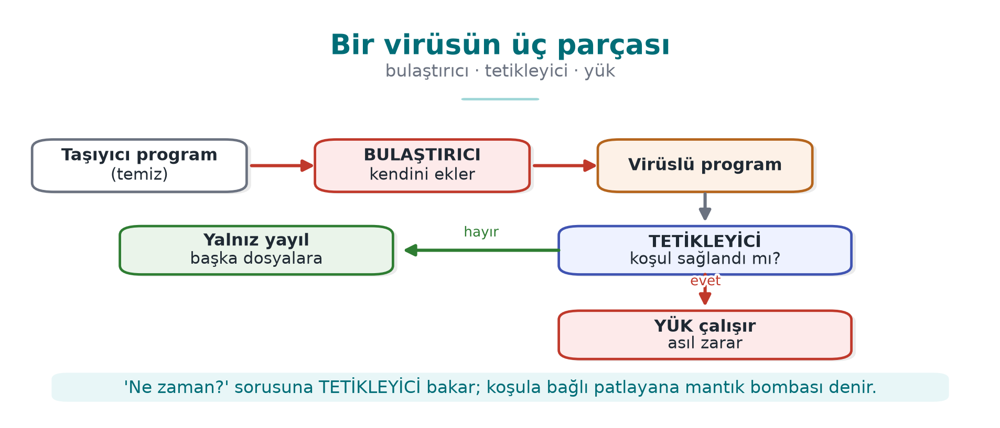 Bir virüsün üç parçası
bulaştırıcı · tetikleyici · yük
Taşıyıcı program
(temiz)
BULAŞTIRICI
kendini ekler
Virüslü program
Yalnız yayıl
başka dosyalara
hayır
TETİKLEYİCİ
koşul sağlandı mı?
evet
YÜK çalışır
asıl zarar
'Ne zaman?' sorusuna TETİKLEYİCİ bakar; koşula bağlı patlayana mantık bombası denir.